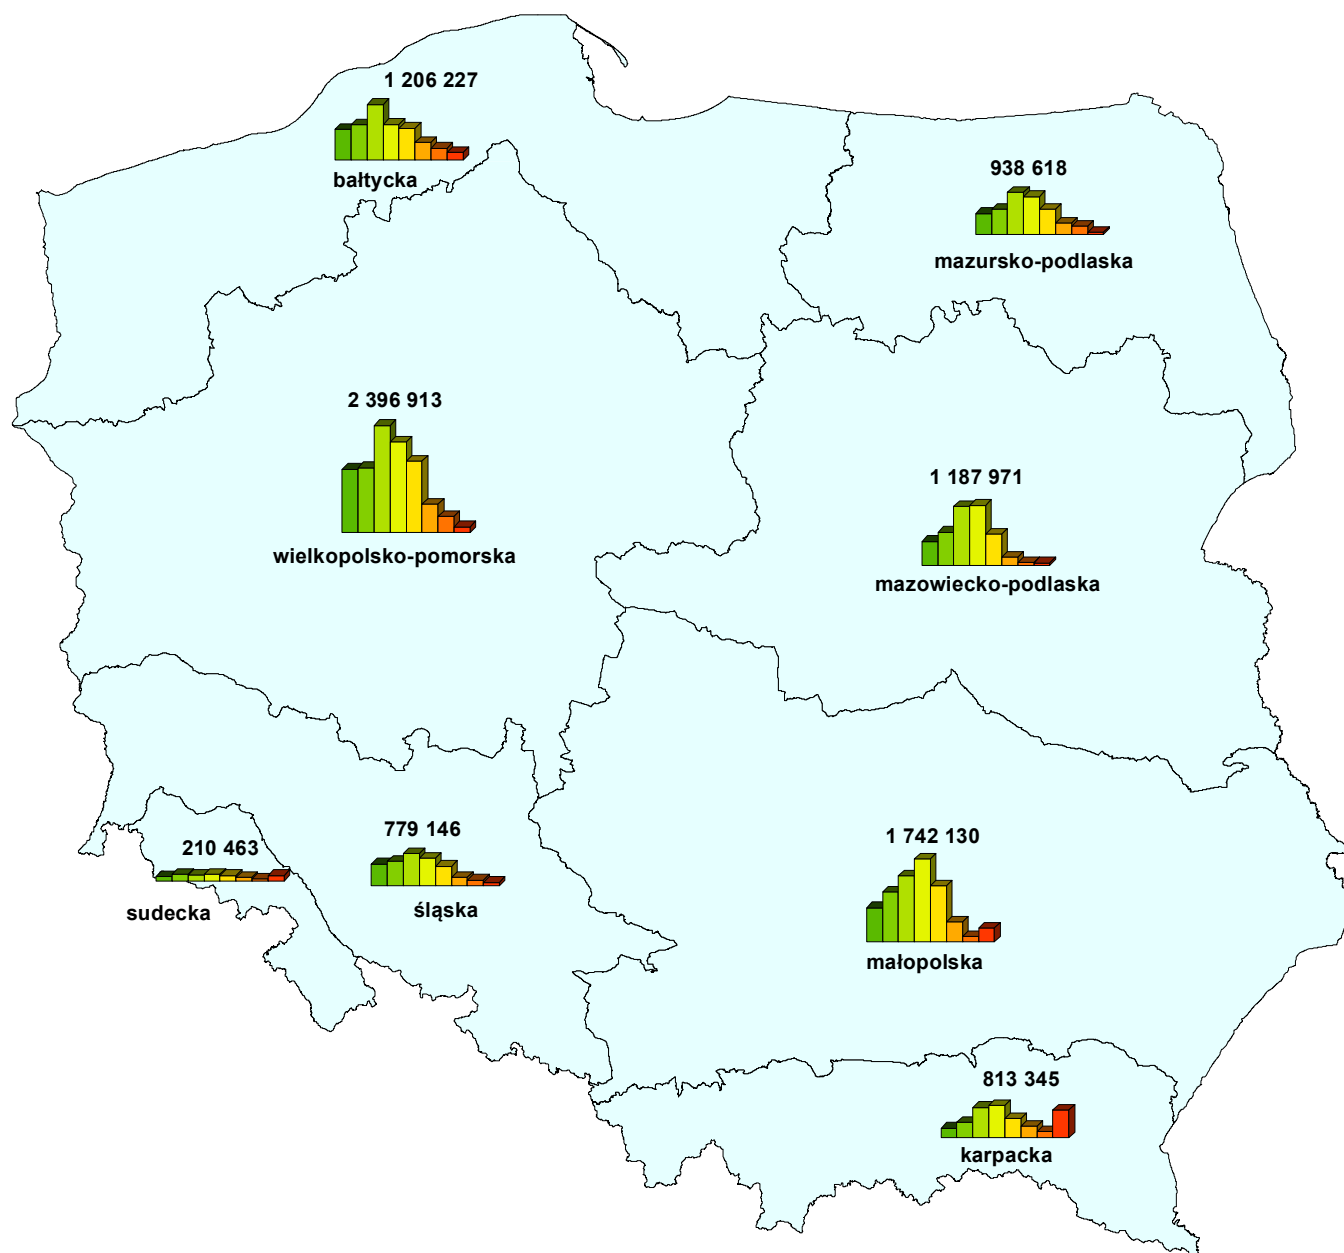 1 206 227
bałtycka
938 618
mazursko-podlaska
2 396 913
wielkopolsko-pomorska
1 187 971
mazowiecko-podlaska
210 463
sudecka
779 146
śląska
1 742 130
małopolska
813 345
karpacka